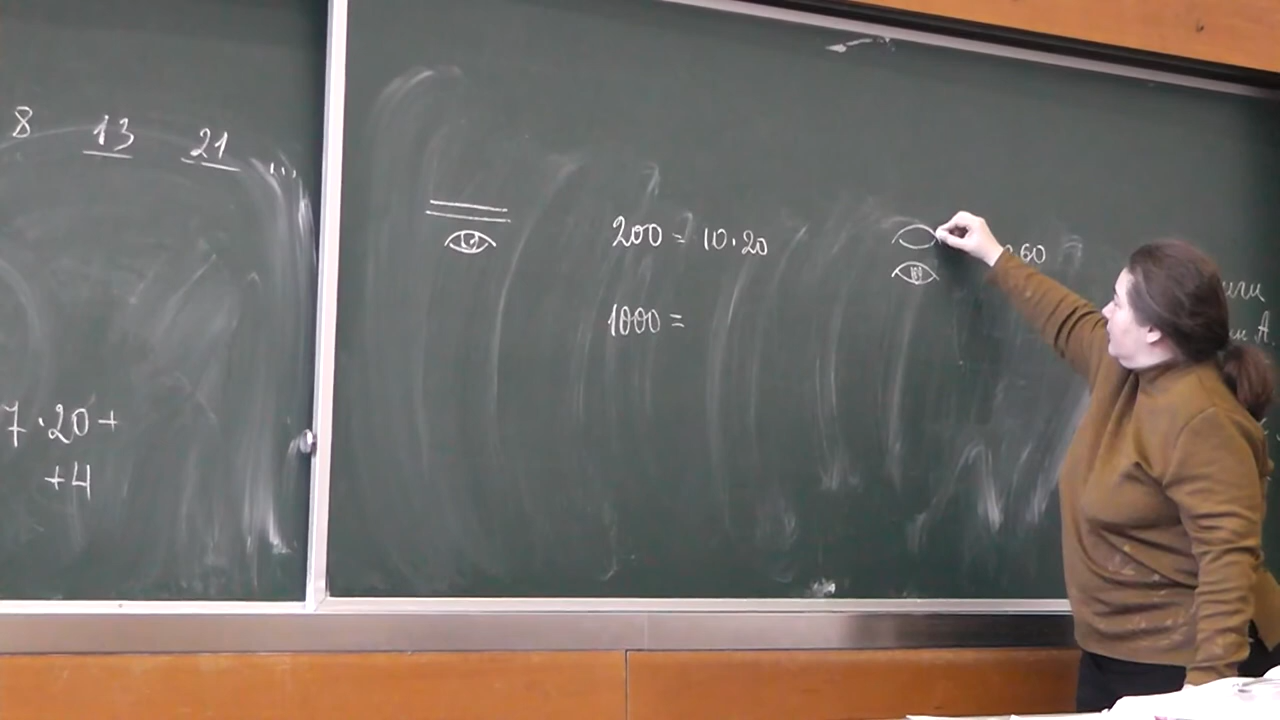 8 13 21 ...
7 · 20 +
+4
200 = 10 · 20
1000 =
60
А.